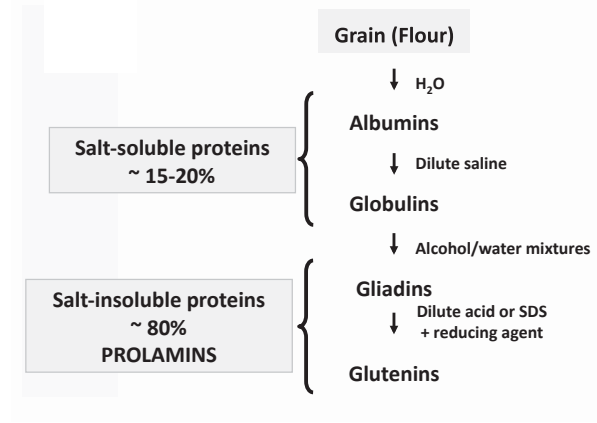 Grain (Flour)
H₂O
Albumins
Salt-soluble proteins
~ 15-20%
Dilute saline
Globulins
Alcohol/water mixtures
Salt-insoluble proteins
~ 80%
PROLAMINS
Gliadins
Dilute acid or SDS
+ reducing agent
Glutenins